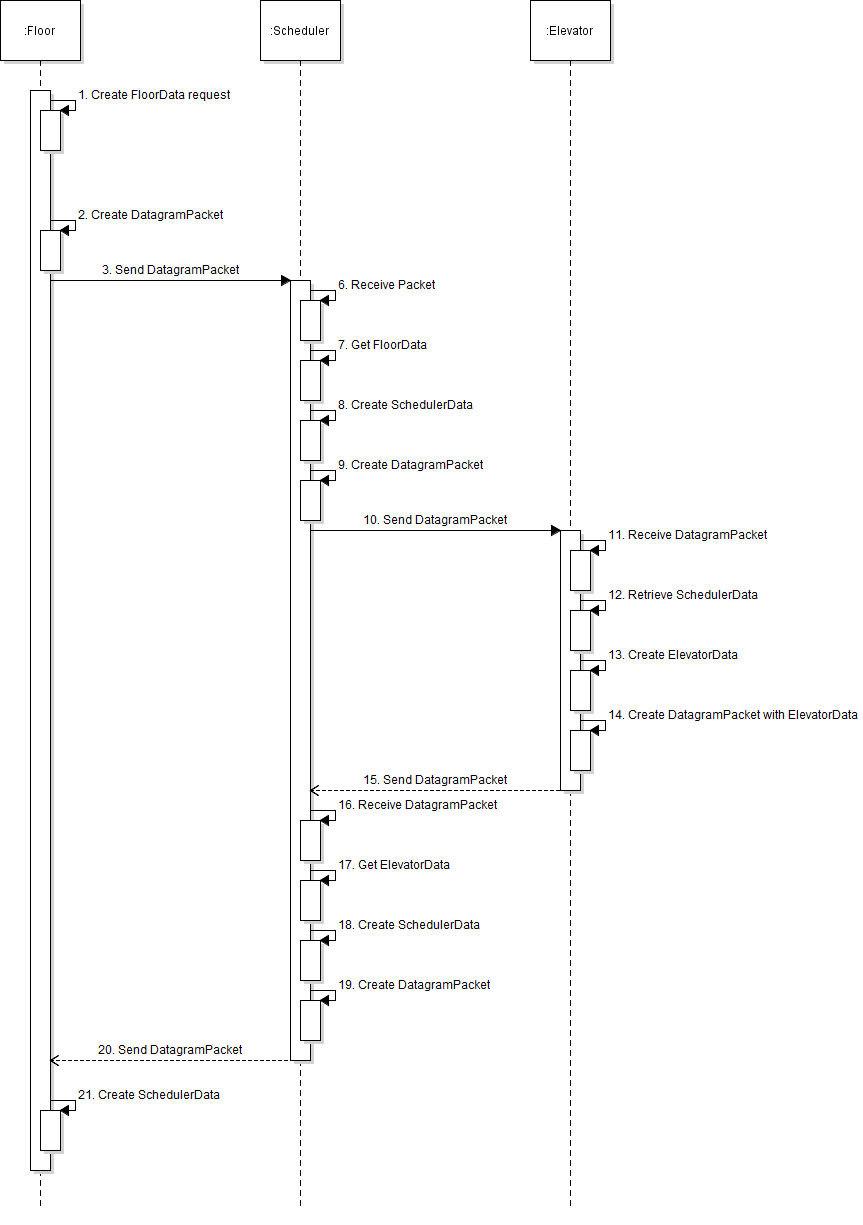 :Floor
:Scheduler
:Elevator
1. Create FloorData request
2. Create DatagramPacket
3. Send DatagramPacket
6. Receive Packet
7. Get FloorData
8. Create SchedulerData
9. Create DatagramPacket
10. Send DatagramPacket
11. Receive DatagramPacket
12. Retrieve SchedulerData
13. Create ElevatorData
14. Create DatagramPacket with ElevatorData
15. Send DatagramPacket
16. Receive DatagramPacket
17. Get ElevatorData
18. Create SchedulerData
19. Create DatagramPacket
20. Send DatagramPacket
21. Create SchedulerData